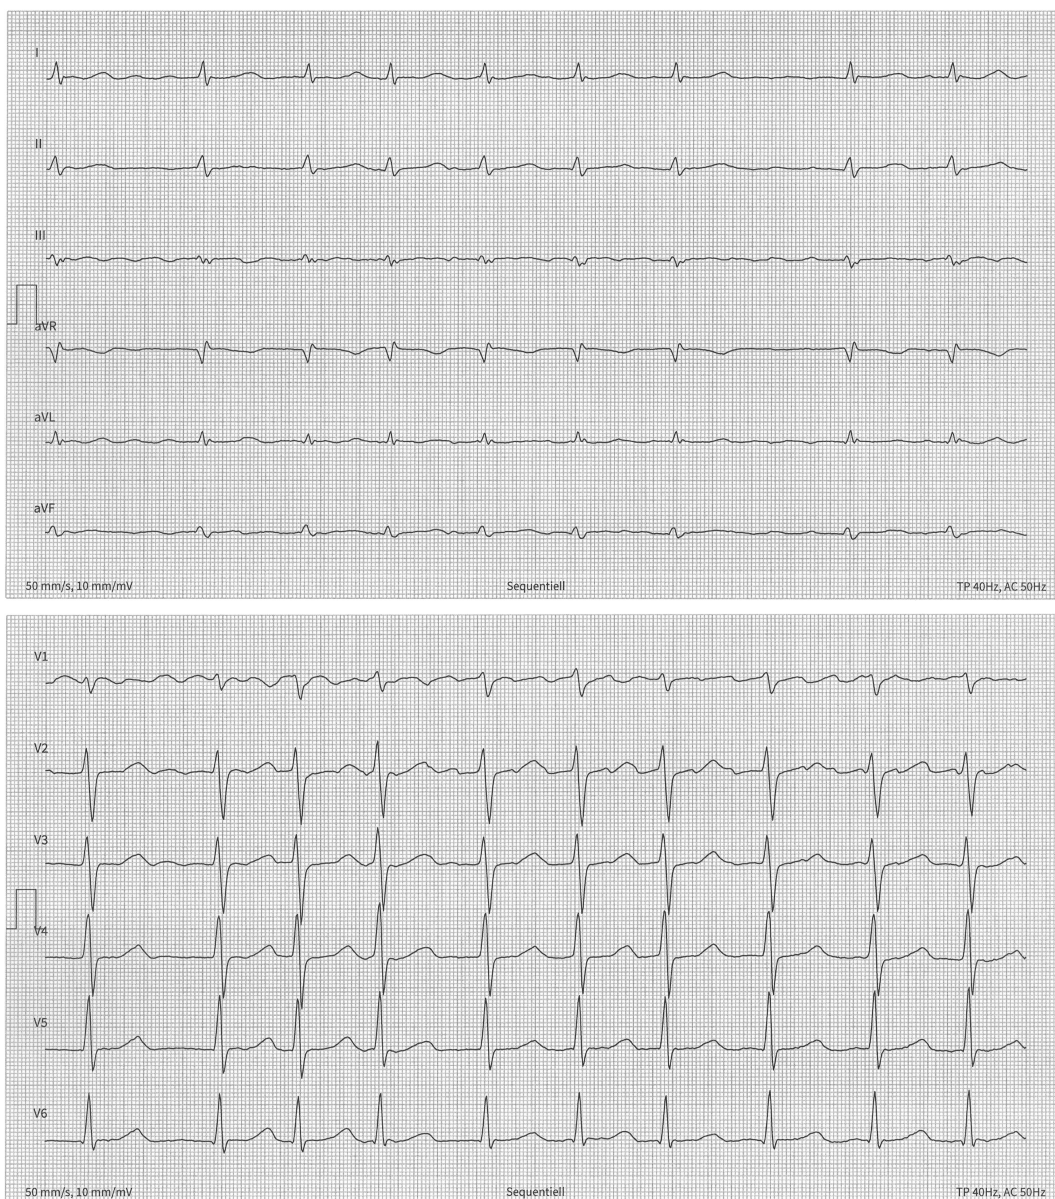 I
II
III
aVR
aVL
aVF
50 mm/s, 10 mm/mV Sequentiell TP 40Hz, AC 50Hz
V1
V2
V3
V4
V5
V6
50 mm/s, 10 mm/mV Sequentiell TP 40Hz, AC 50Hz